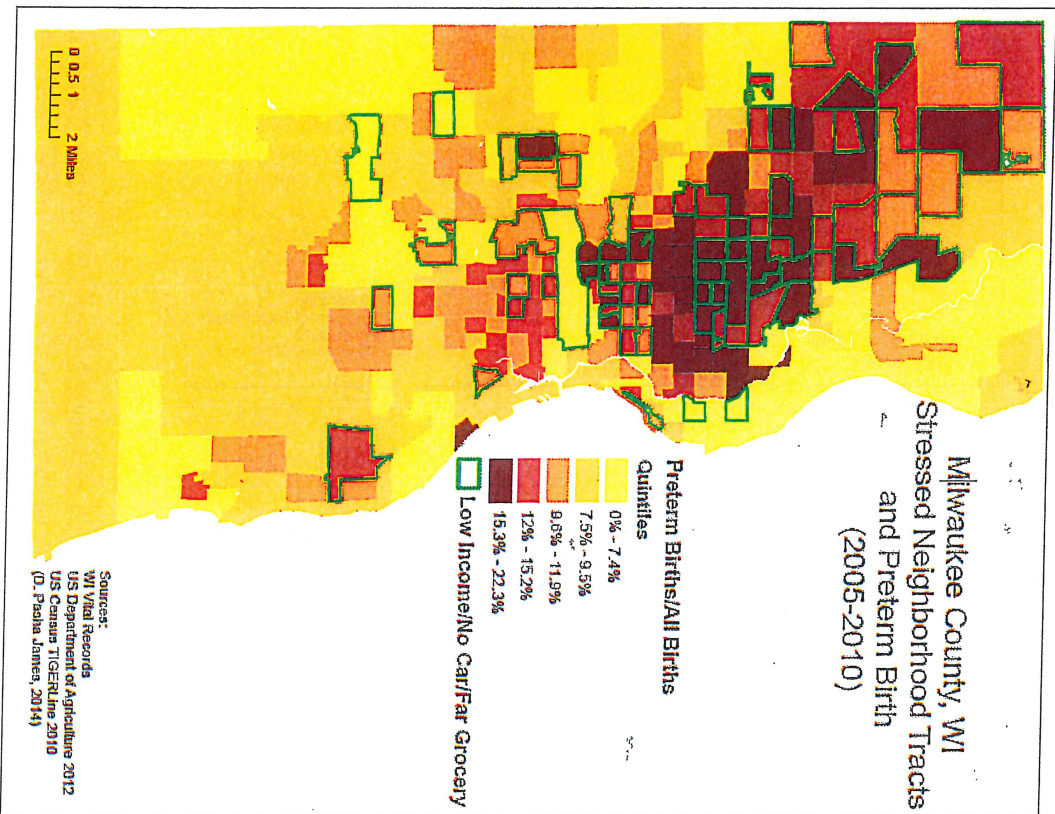 Milwaukee County, WI
Stressed Neighborhood Tracts
and Preterm Birth
(2005-2010)
Preterm Births/All Births
Quintiles
0% - 7.4%
7.5% - 9.5%
9.6% - 11.9%
12% - 15.2%
15.3% - 22.3%
Low Income/No Car/Far Grocery
0 0.5 1 2 Miles
Sources:
WI Vital Records
US Department of Agriculture 2012
US Census TIGERLine 2010
(D. Pasha James, 2014)